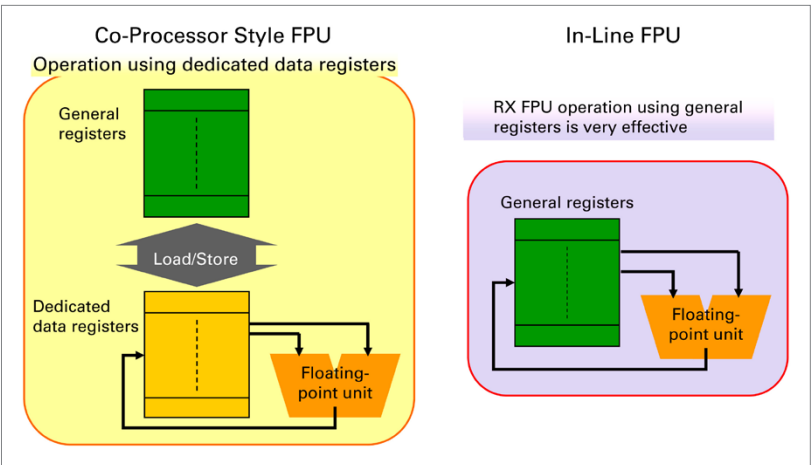 Co-Processor Style FPU
Operation using dedicated data registers
General
registers
Load/Store
Dedicated
data registers
Floating-
point unit
In-Line FPU
RX FPU operation using general
registers is very effective
General registers
Floating-
point unit